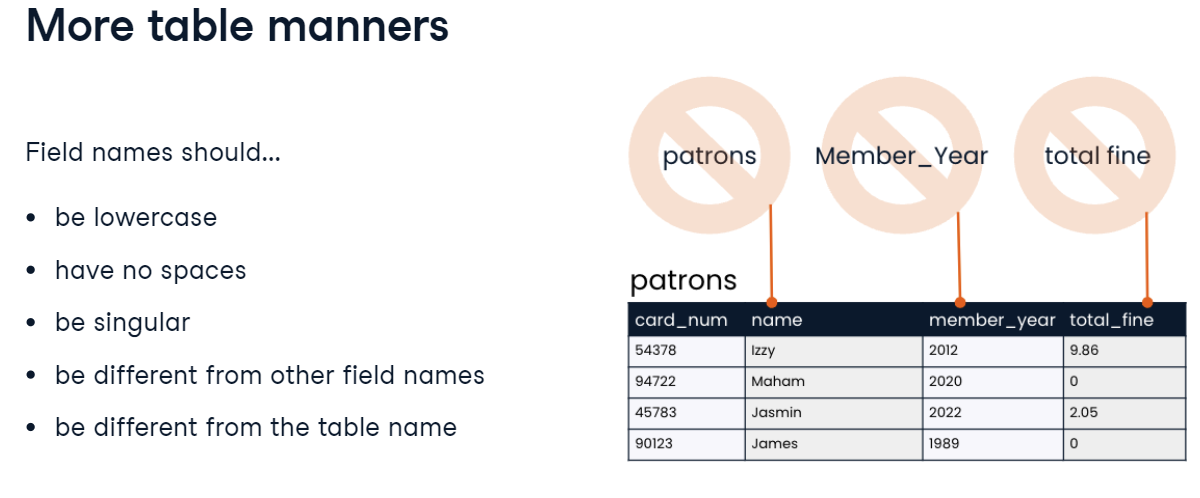 More table manners
Field names should...
• be lowercase
• have no spaces
• be singular
• be different from other field names
• be different from the table name
patrons Member_Year total fine
patrons
card_num name member_year total_fine
54378 Izzy 2012 9.86
94722 Maham 2020 0
45783 Jasmin 2022 2.05
90123 James 1989 0